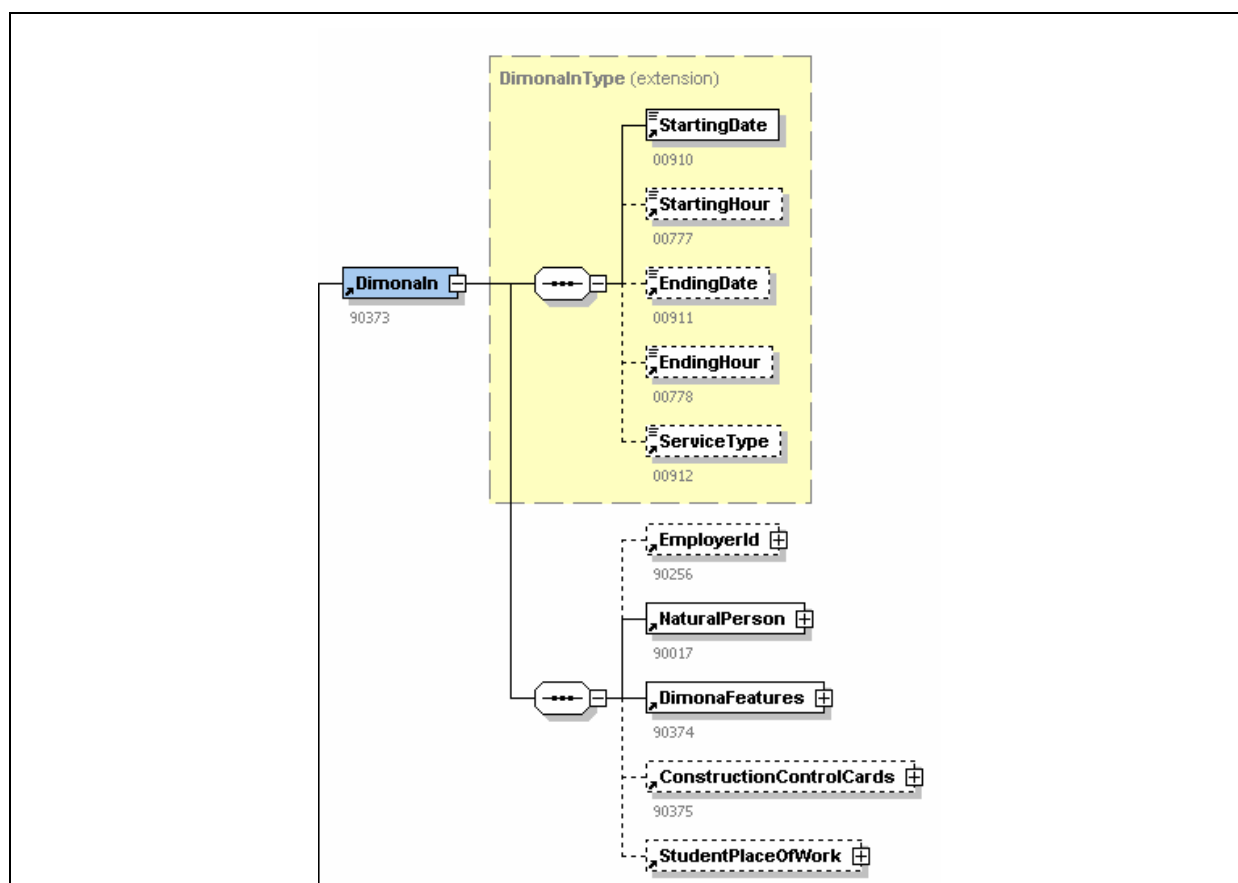 DimonaInType (extension)
StartingDate
00910
StartingHour
00777
DimonaIn
90373
EndingDate
00911
EndingHour
00778
ServiceType
00912
EmployerId
90256
NaturalPerson
90017
DimonaFeatures
90374
ConstructionControlCards
90375
StudentPlaceOfWork